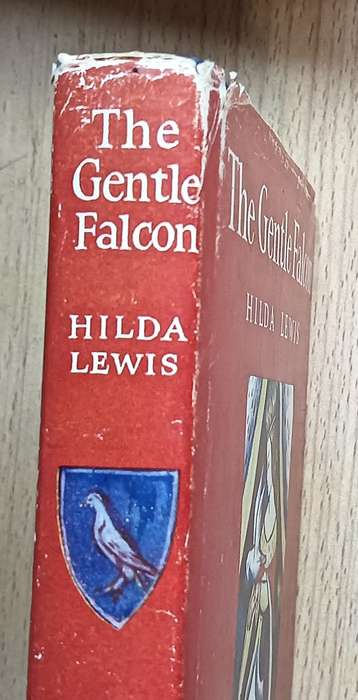 The
Gentle
Falcon
HILDA
LEWIS
The Gentle Falcon
HILDA LEWIS